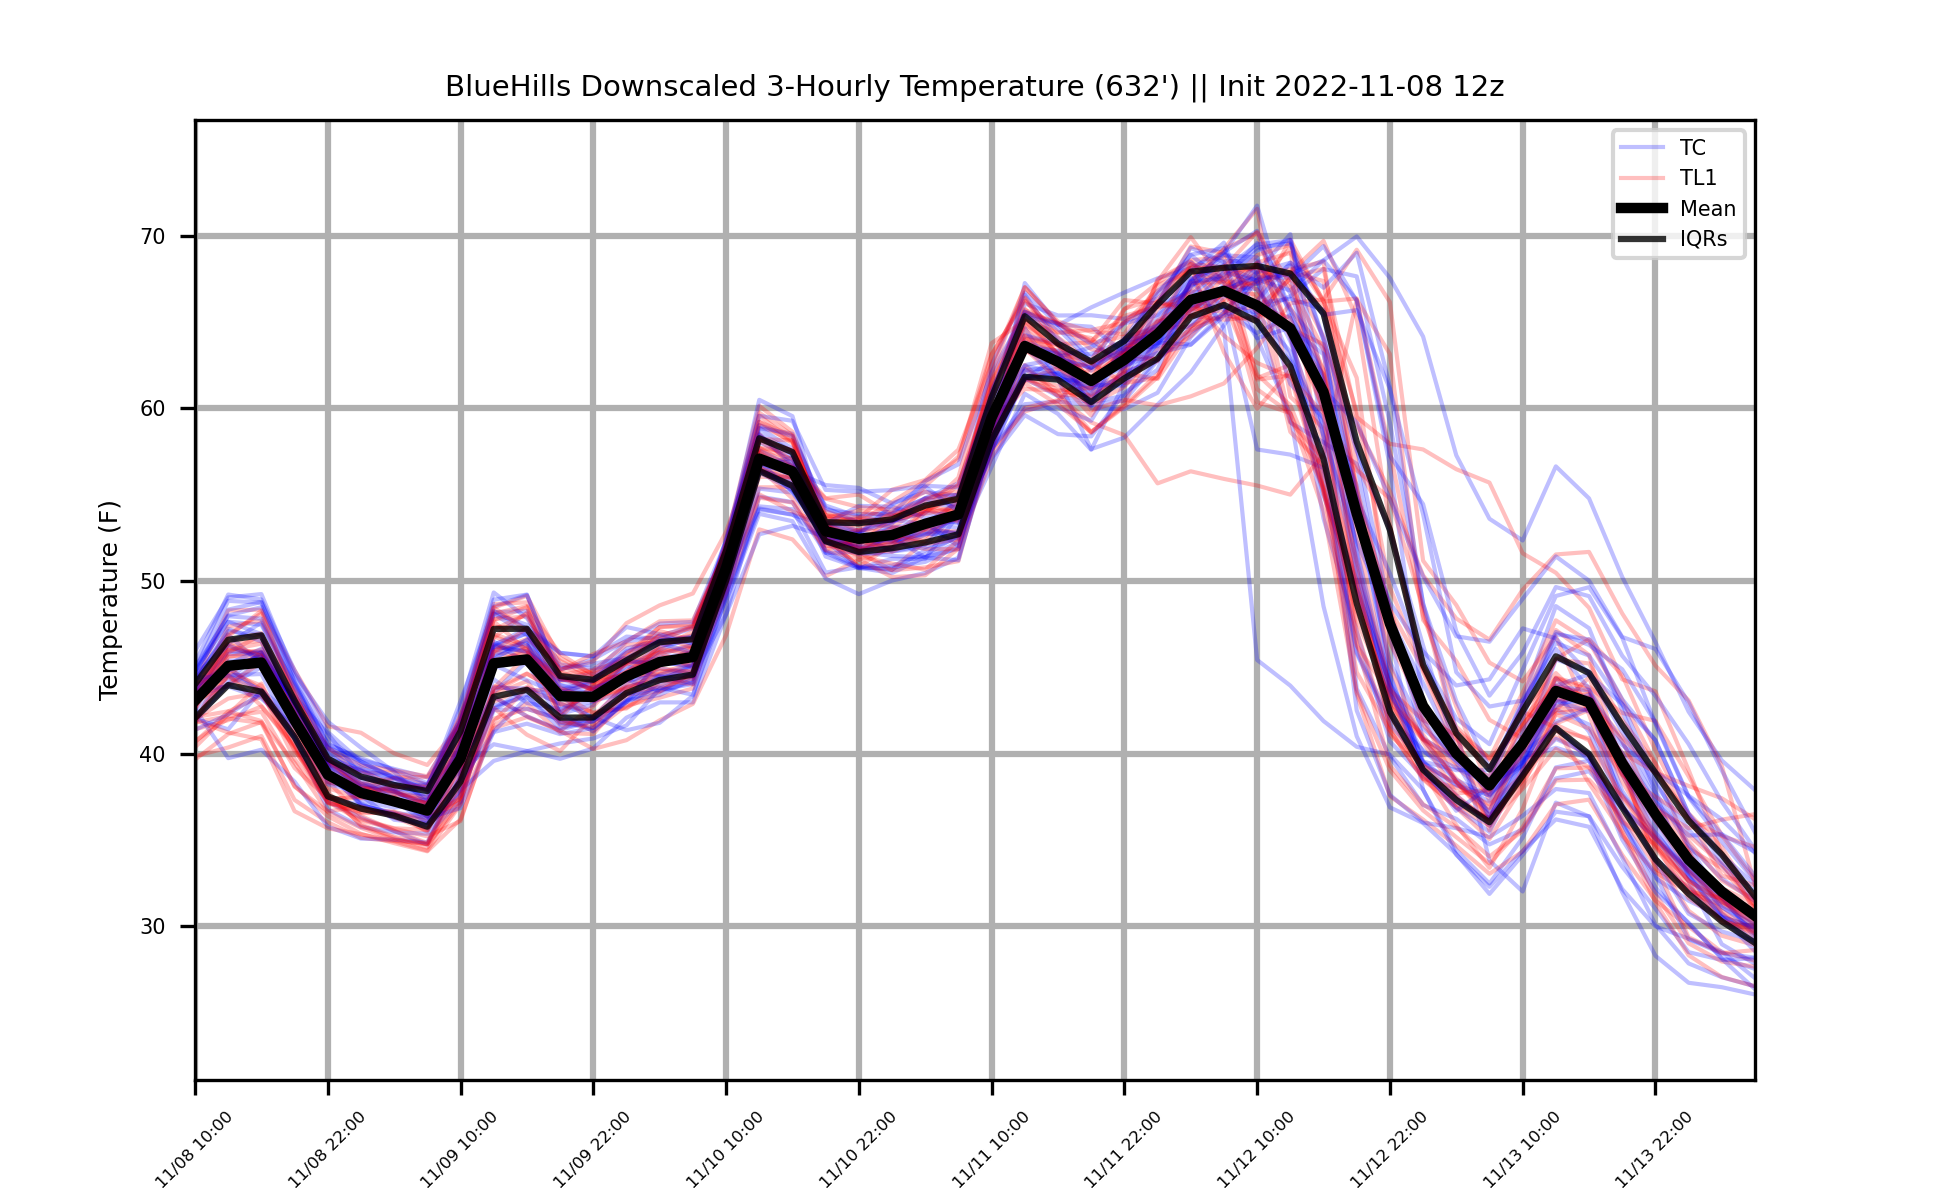 BlueHills Downscaled 3-Hourly Temperature (632') || Init 2022-11-08 12z
TC
TL1
Mean
IQRs
Temperature (F)
70
60
50
40
30
11/08 10:00
11/08 22:00
11/09 10:00
11/09 22:00
11/10 10:00
11/10 22:00
11/11 10:00
11/11 22:00
11/12 10:00
11/12 22:00
11/13 10:00
11/13 22:00